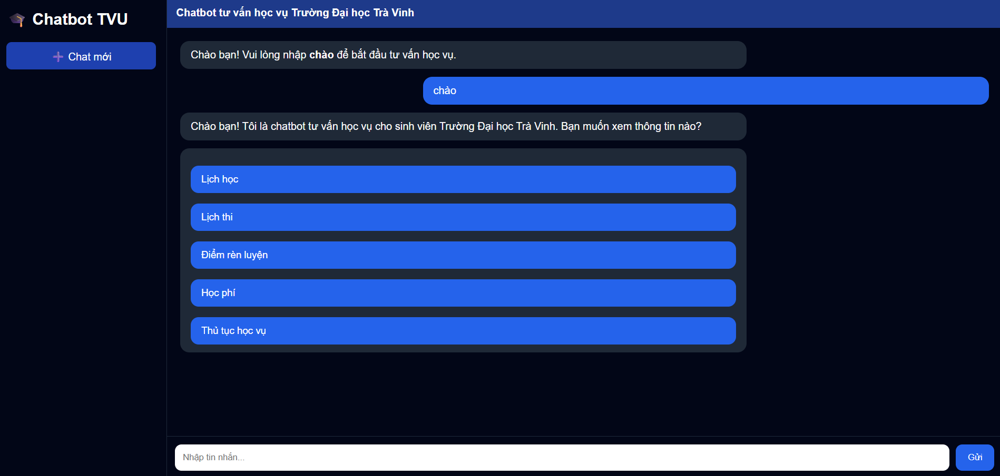 Chatbot TVU
Chat mới
Chatbot tư vấn học vụ Trường Đại học Trà Vinh
Chào bạn! Vui lòng nhập chào để bắt đầu tư vấn học vụ.
chào
Chào bạn! Tôi là chatbot tư vấn học vụ cho sinh viên Trường Đại học Trà Vinh. Bạn muốn xem thông tin nào?
Lịch học
Lịch thi
Điểm rèn luyện
Học phí
Thủ tục học vụ
Nhập tin nhắn...
Gửi